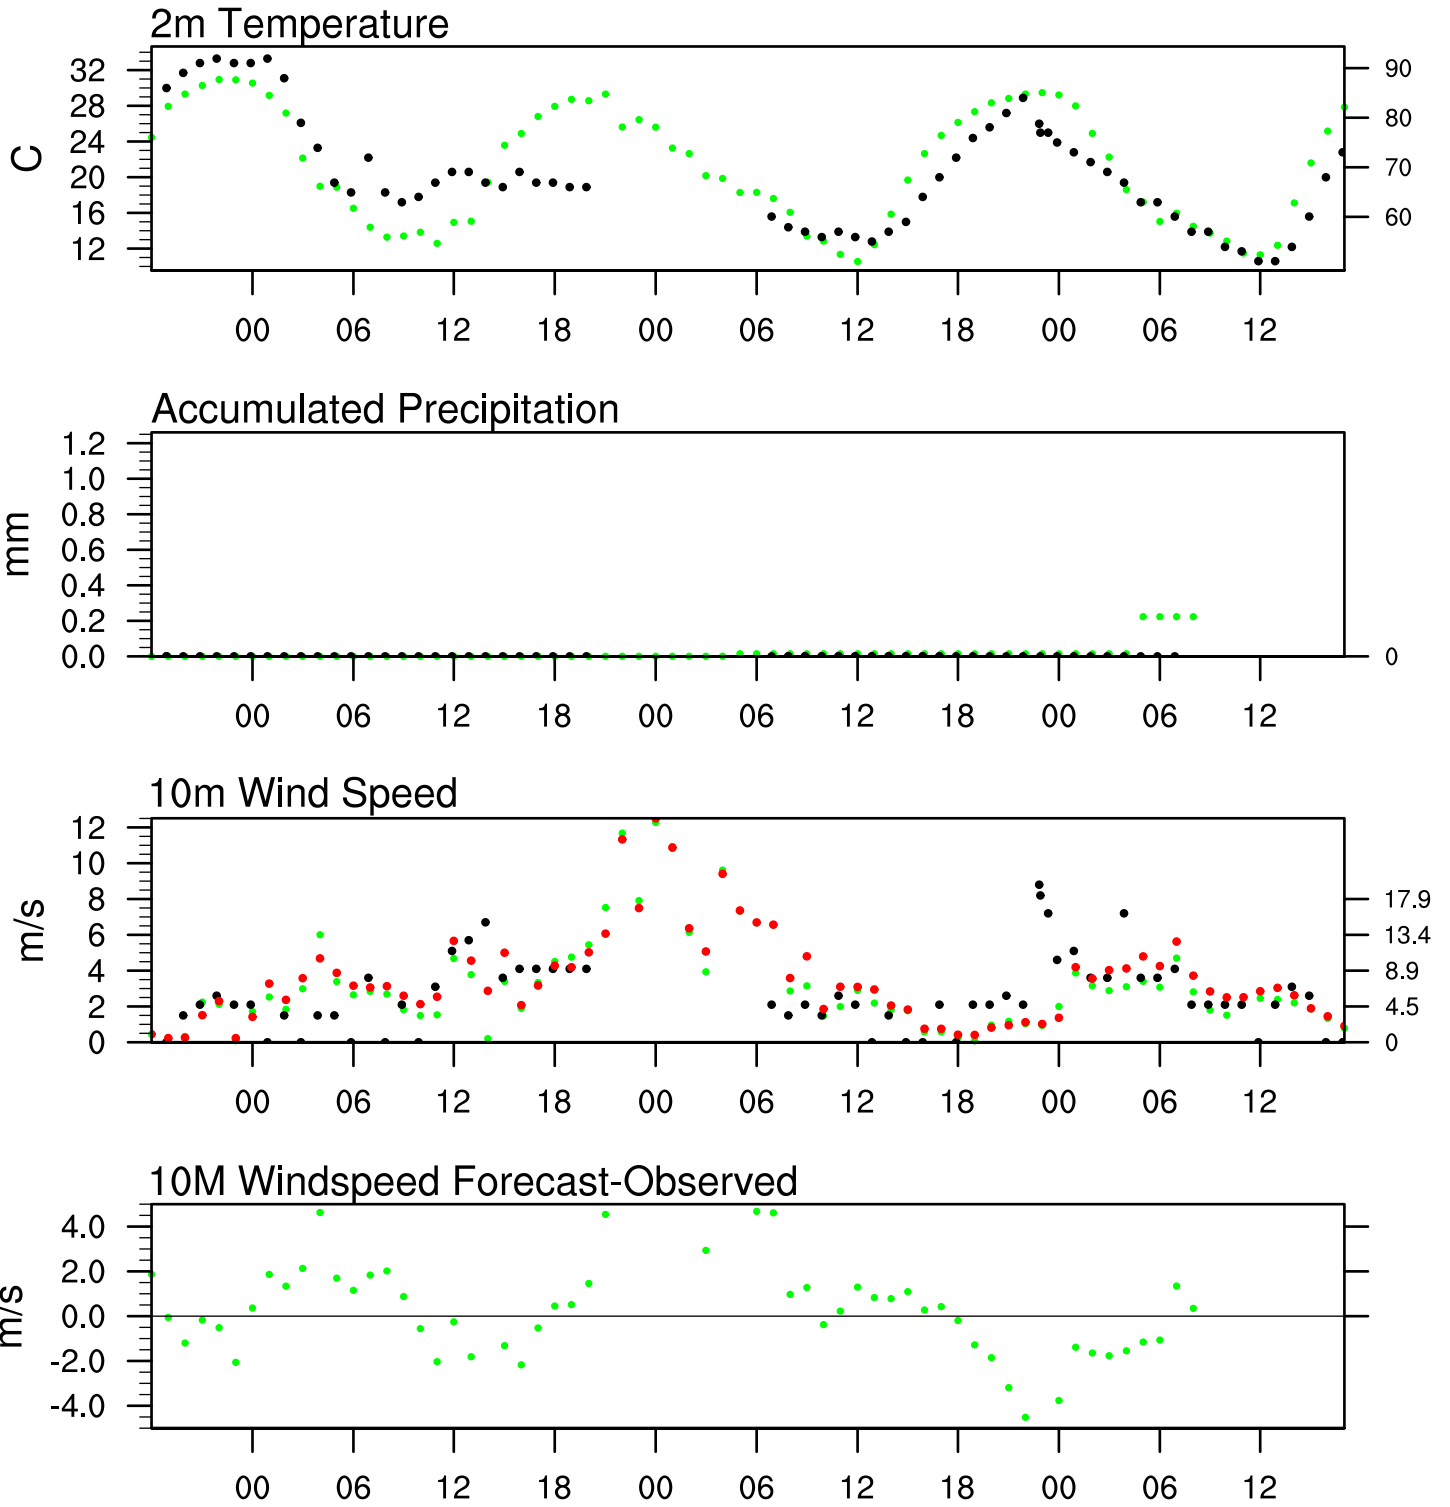 2m Temperature
32
28
24
20
16
12
C
90
80
70
60
00 06 12 18 00 06 12 18 00 06 12
Accumulated Precipitation
1.2
1.0
0.8
0.6
0.4
0.2
0.0
mm
0
00 06 12 18 00 06 12 18 00 06 12
10m Wind Speed
12
10
8
6
4
2
0
m/s
17.9
13.4
8.9
4.5
0
00 06 12 18 00 06 12 18 00 06 12
10M Windspeed Forecast-Observed
4.0
2.0
0.0
-2.0
-4.0
m/s
00 06 12 18 00 06 12 18 00 06 12